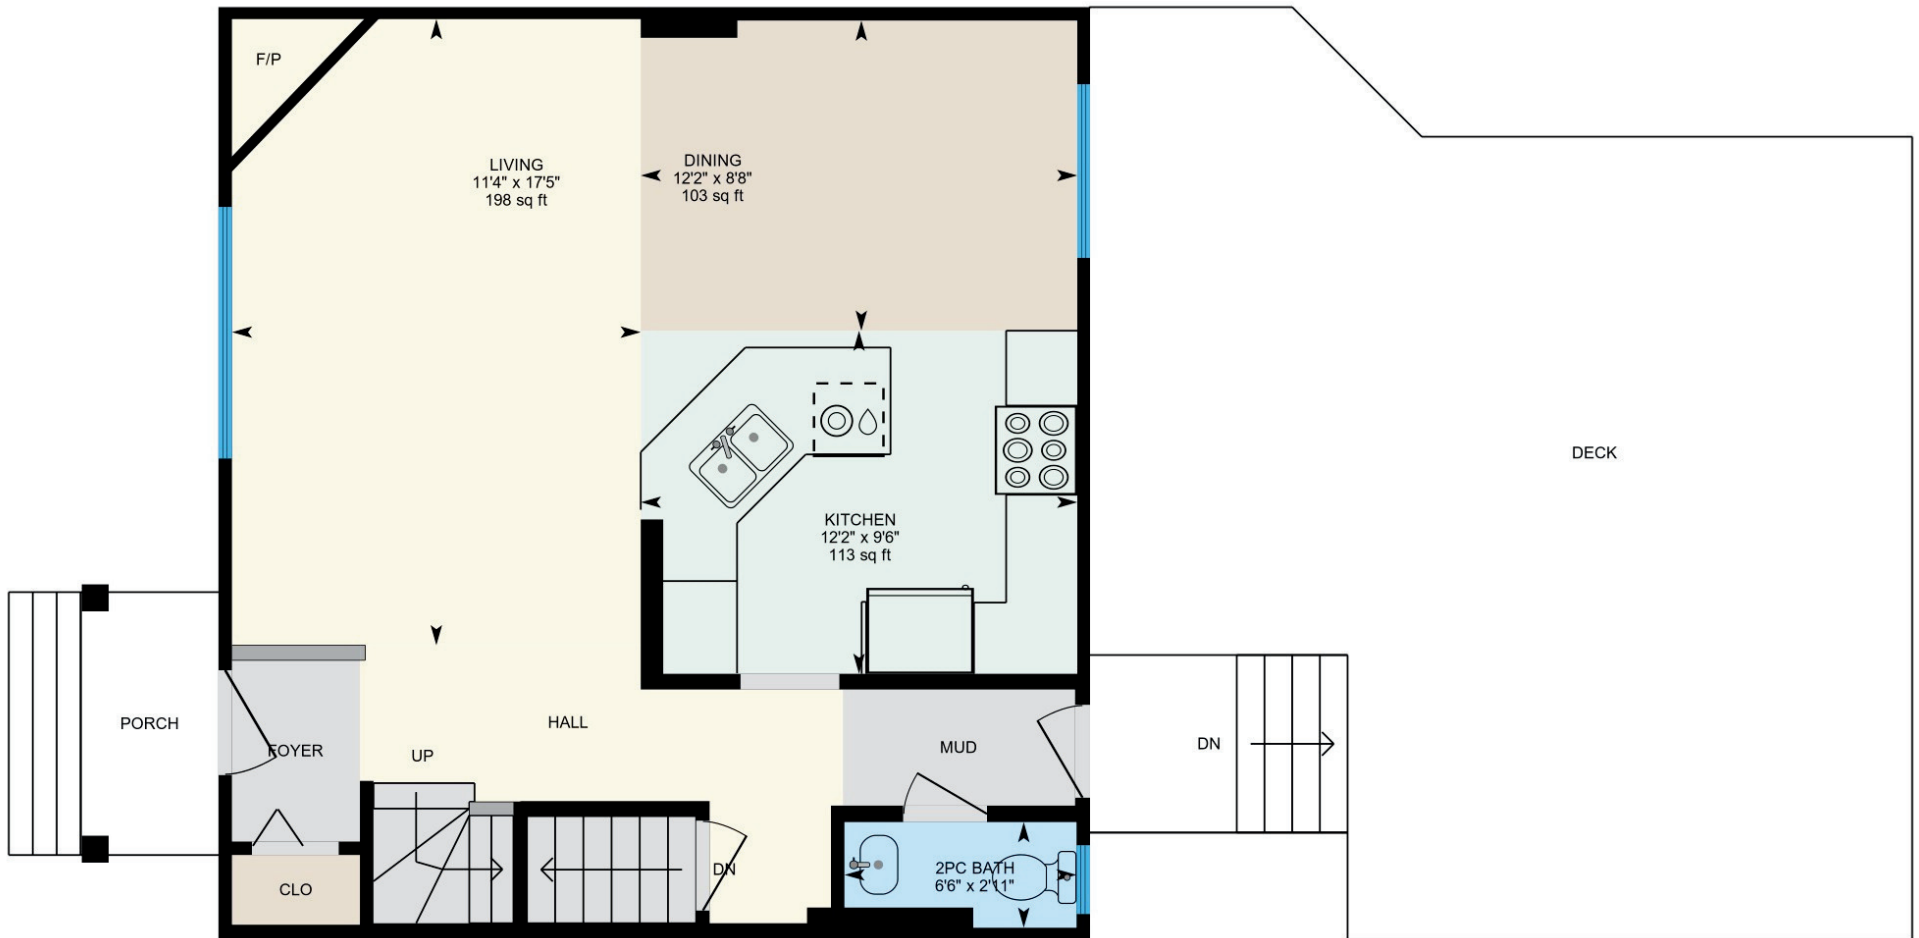 F/P
LIVING
11'4" x 17'5"
198 sq ft
DINING
12'2" x 8'8"
103 sq ft
DECK
KITCHEN
12'2" x 9'6"
113 sq ft
PORCH
FOYER
HALL
UP
MUD
DN
DN
2PC BATH
6'6" x 2'11"
CLO